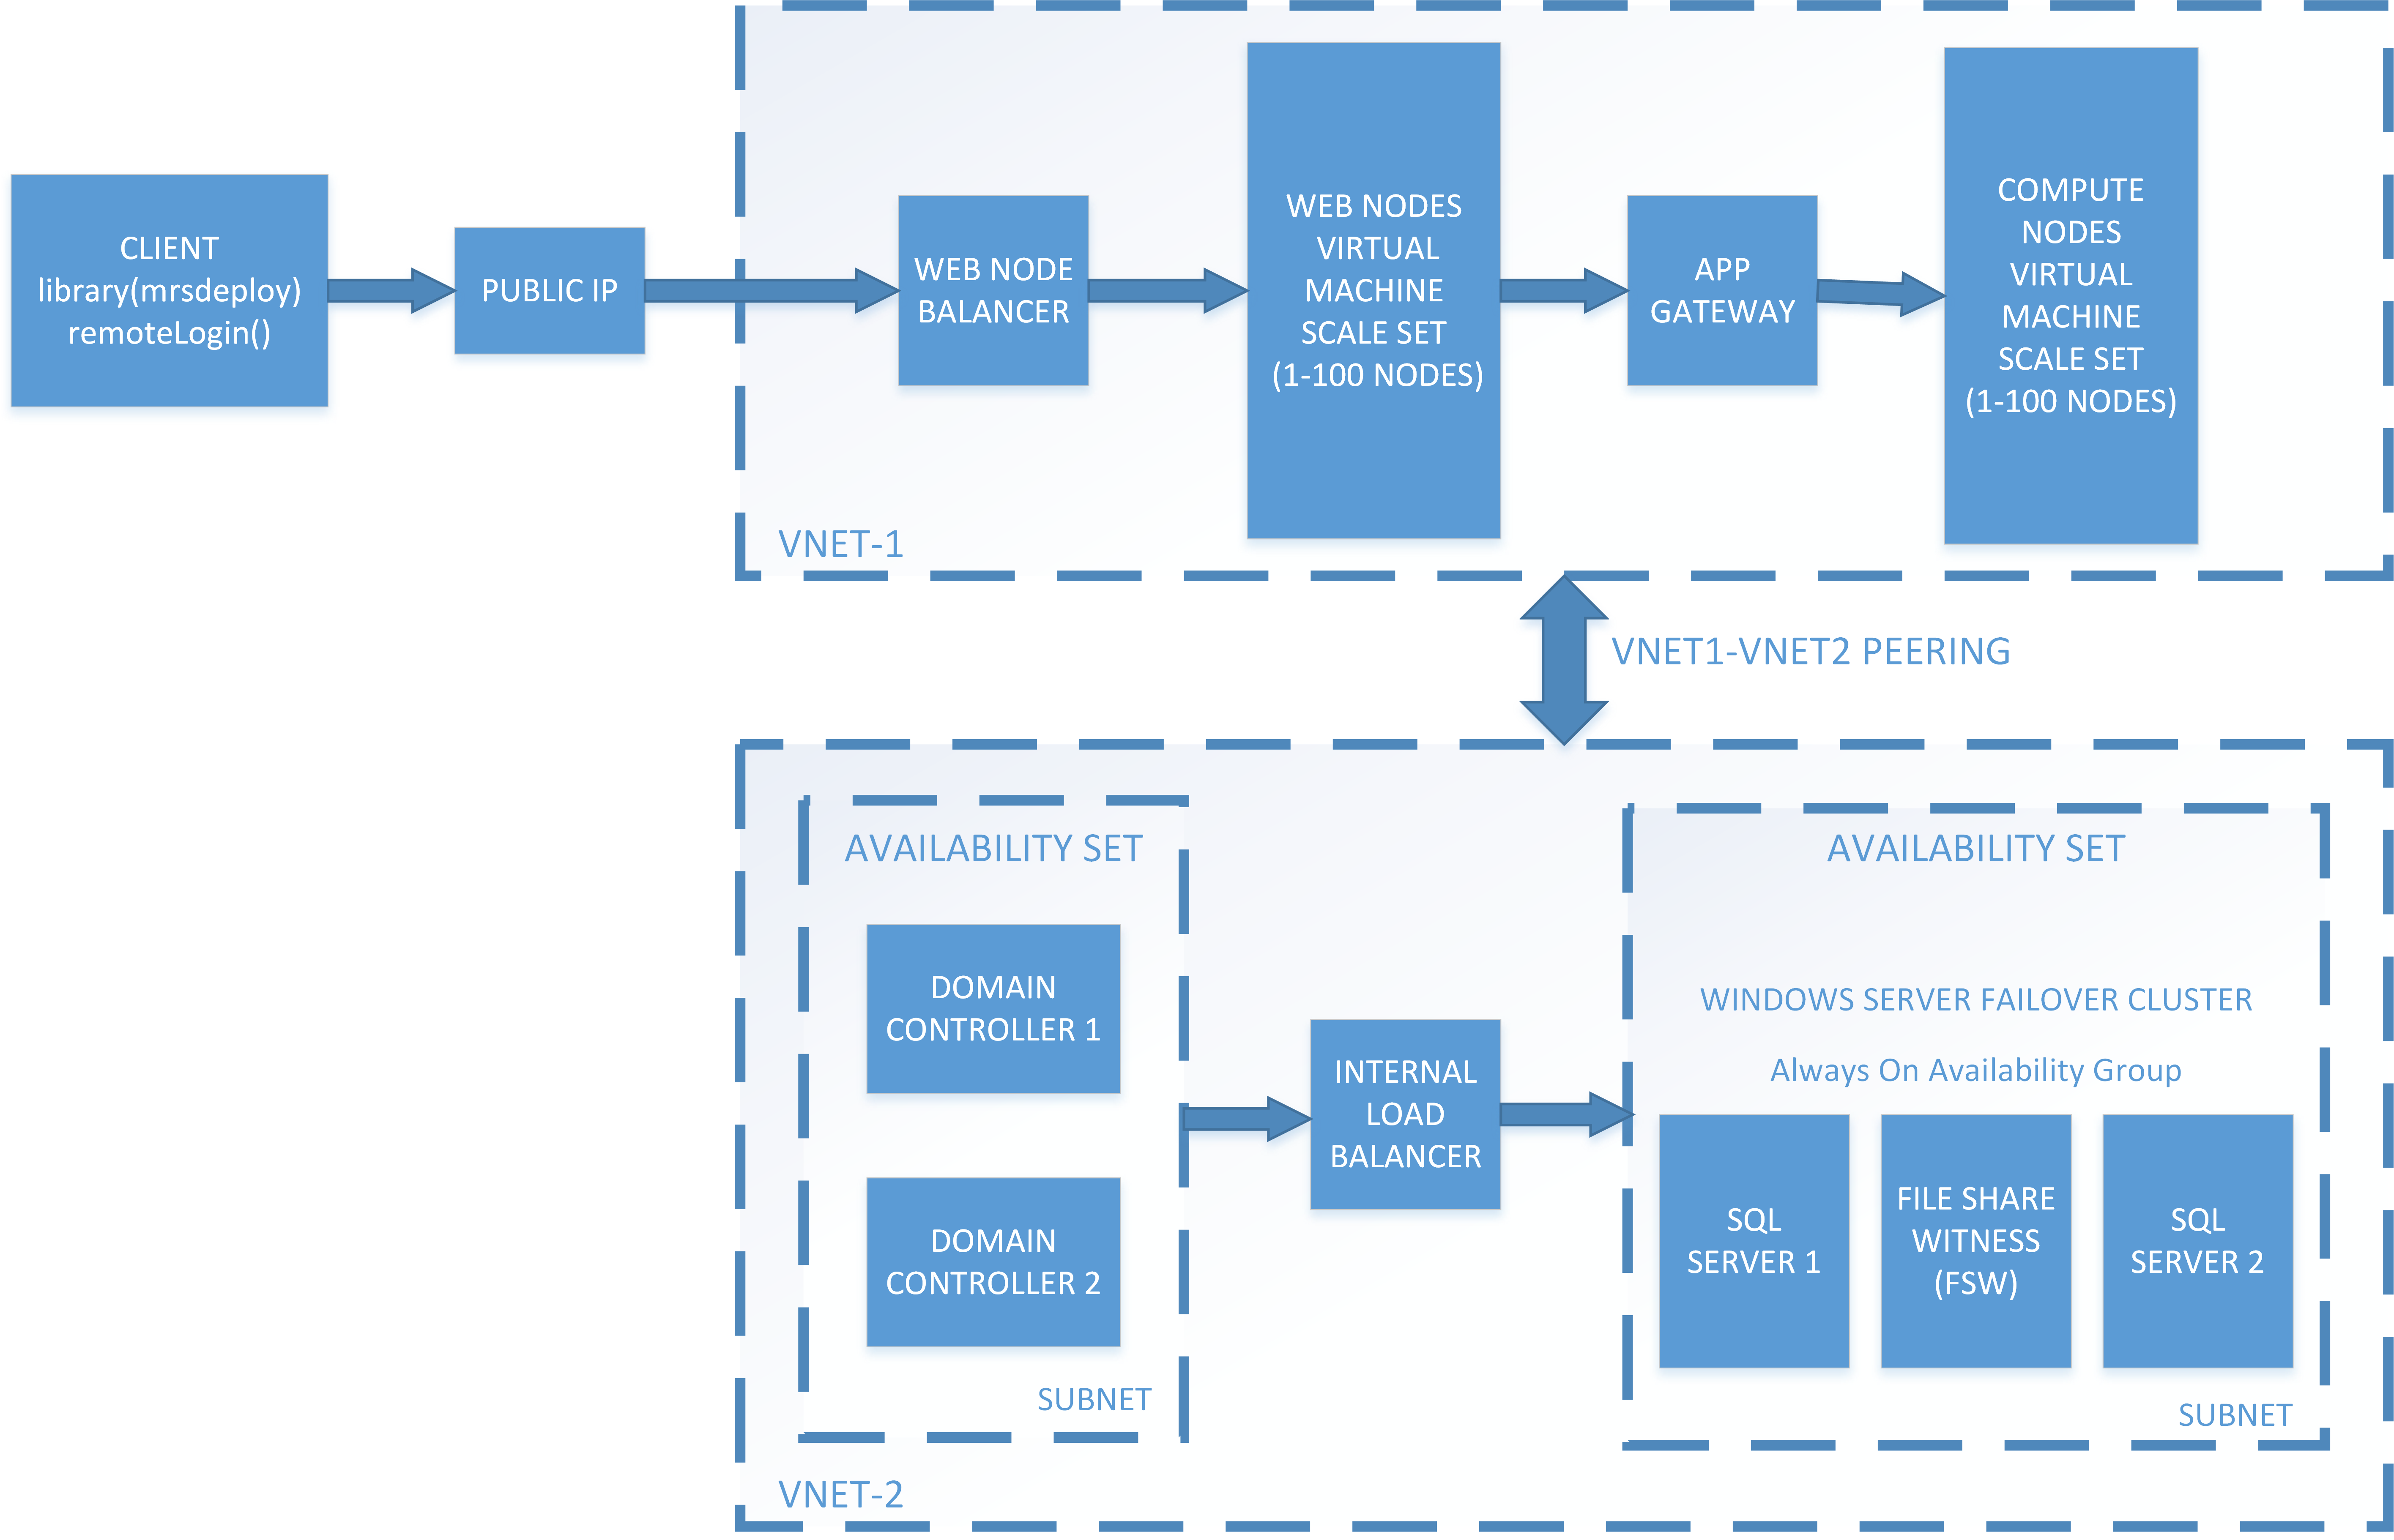 CLIENT
library(mrsdeploy)
remoteLogin()
PUBLIC IP
WEB NODE
BALANCER
WEB NODES
VIRTUAL
MACHINE
SCALE SET
(1-100 NODES)
APP
GATEWAY
COMPUTE
NODES
VIRTUAL
MACHINE
SCALE SET
(1-100 NODES)
VNET-1
VNET1-VNET2 PEERING
AVAILABILITY SET
DOMAIN
CONTROLLER 1
DOMAIN
CONTROLLER 2
SUBNET
INTERNAL
LOAD
BALANCER
AVAILABILITY SET
WINDOWS SERVER FAILOVER CLUSTER
Always On Availability Group
SQL
SERVER 1
FILE SHARE
WITNESS
(FSW)
SQL
SERVER 2
SUBNET
VNET-2